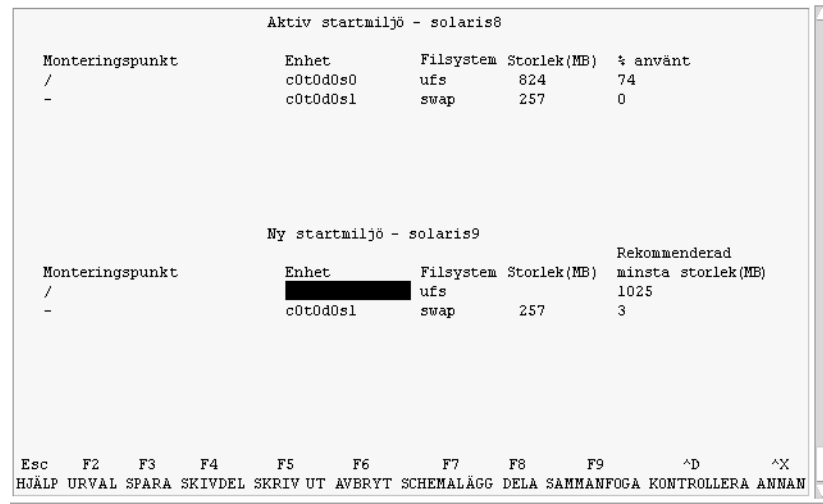 Aktiv startmiljö - solaris8
Monteringspunkt Enhet Filsystem Storlek(MB) % använt
/ c0t0d0s0 ufs 824 74
- c0t0d0s1 swap 257 0
Ny startmiljö - solaris9
Rekommenderad
Monteringspunkt Enhet Filsystem Storlek(MB) minsta storlek(MB)
/ ufs 1025
- c0t0d0s1 swap 257 3
Esc F2 F3 F4 F5 F6 F7 F8 F9 ^D ^X
HJÄLP URVAL SPARA SKIVDEL SKRIV UT AVBRYT SCHEMALÄGG DELA SAMMANFOGA KONTROLLERA ANNAN